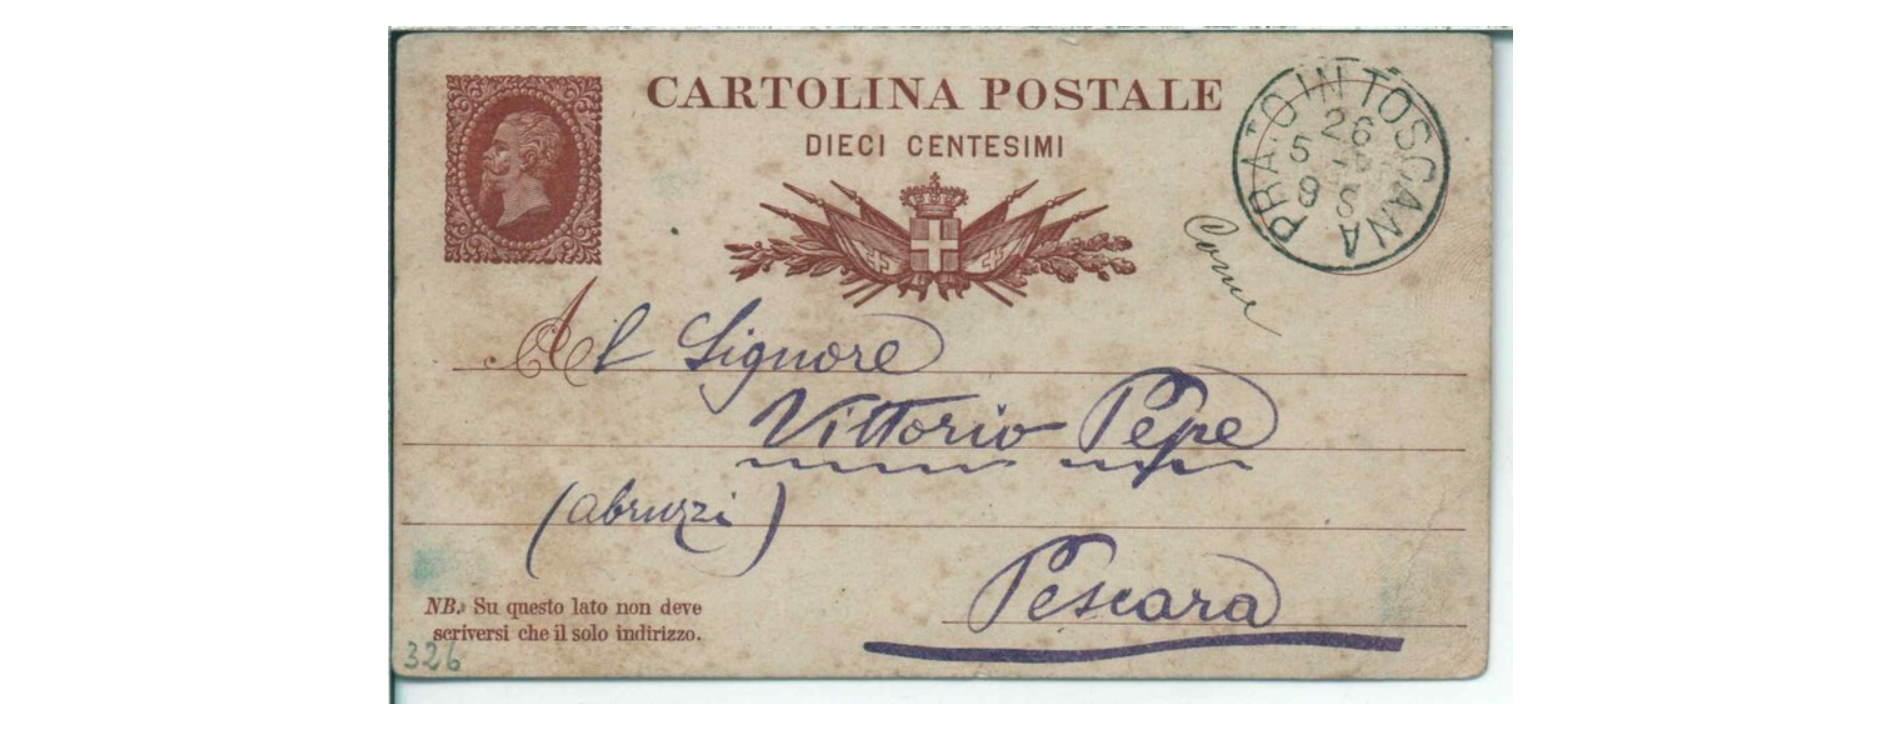 CARTOLINA POSTALE
DIECI CENTESIMI
PRATO IN TOSCANA
26
5
9 S
Al Signore
Vittorio Pepe
(Abruzzi)
Pescara
NB. Su questo lato non deve
scriversi che il solo indirizzo.
326